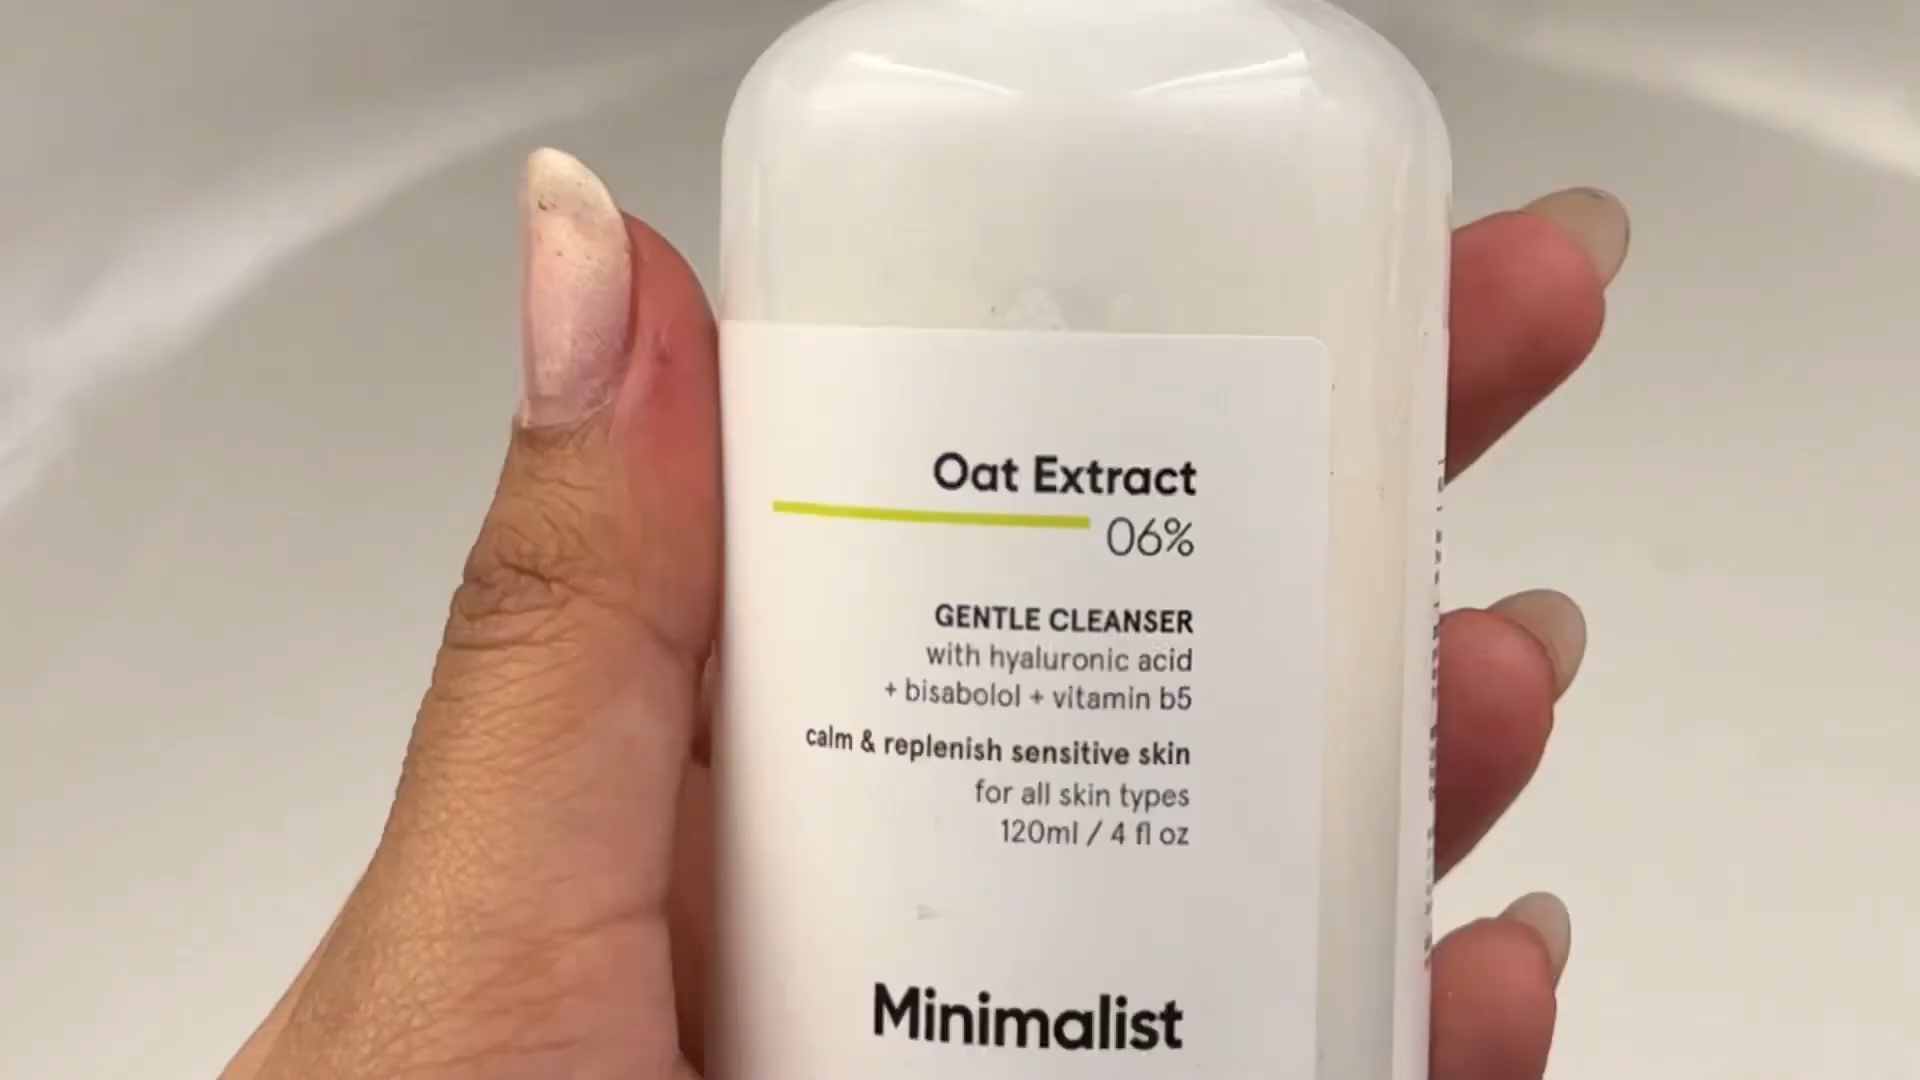 Oat Extract
06%
GENTLE CLEANSER
with hyaluronic acid
+ bisabolol + vitamin b5
calm & replenish sensitive skin
for all skin types
120ml / 4 fl oz
Minimalist